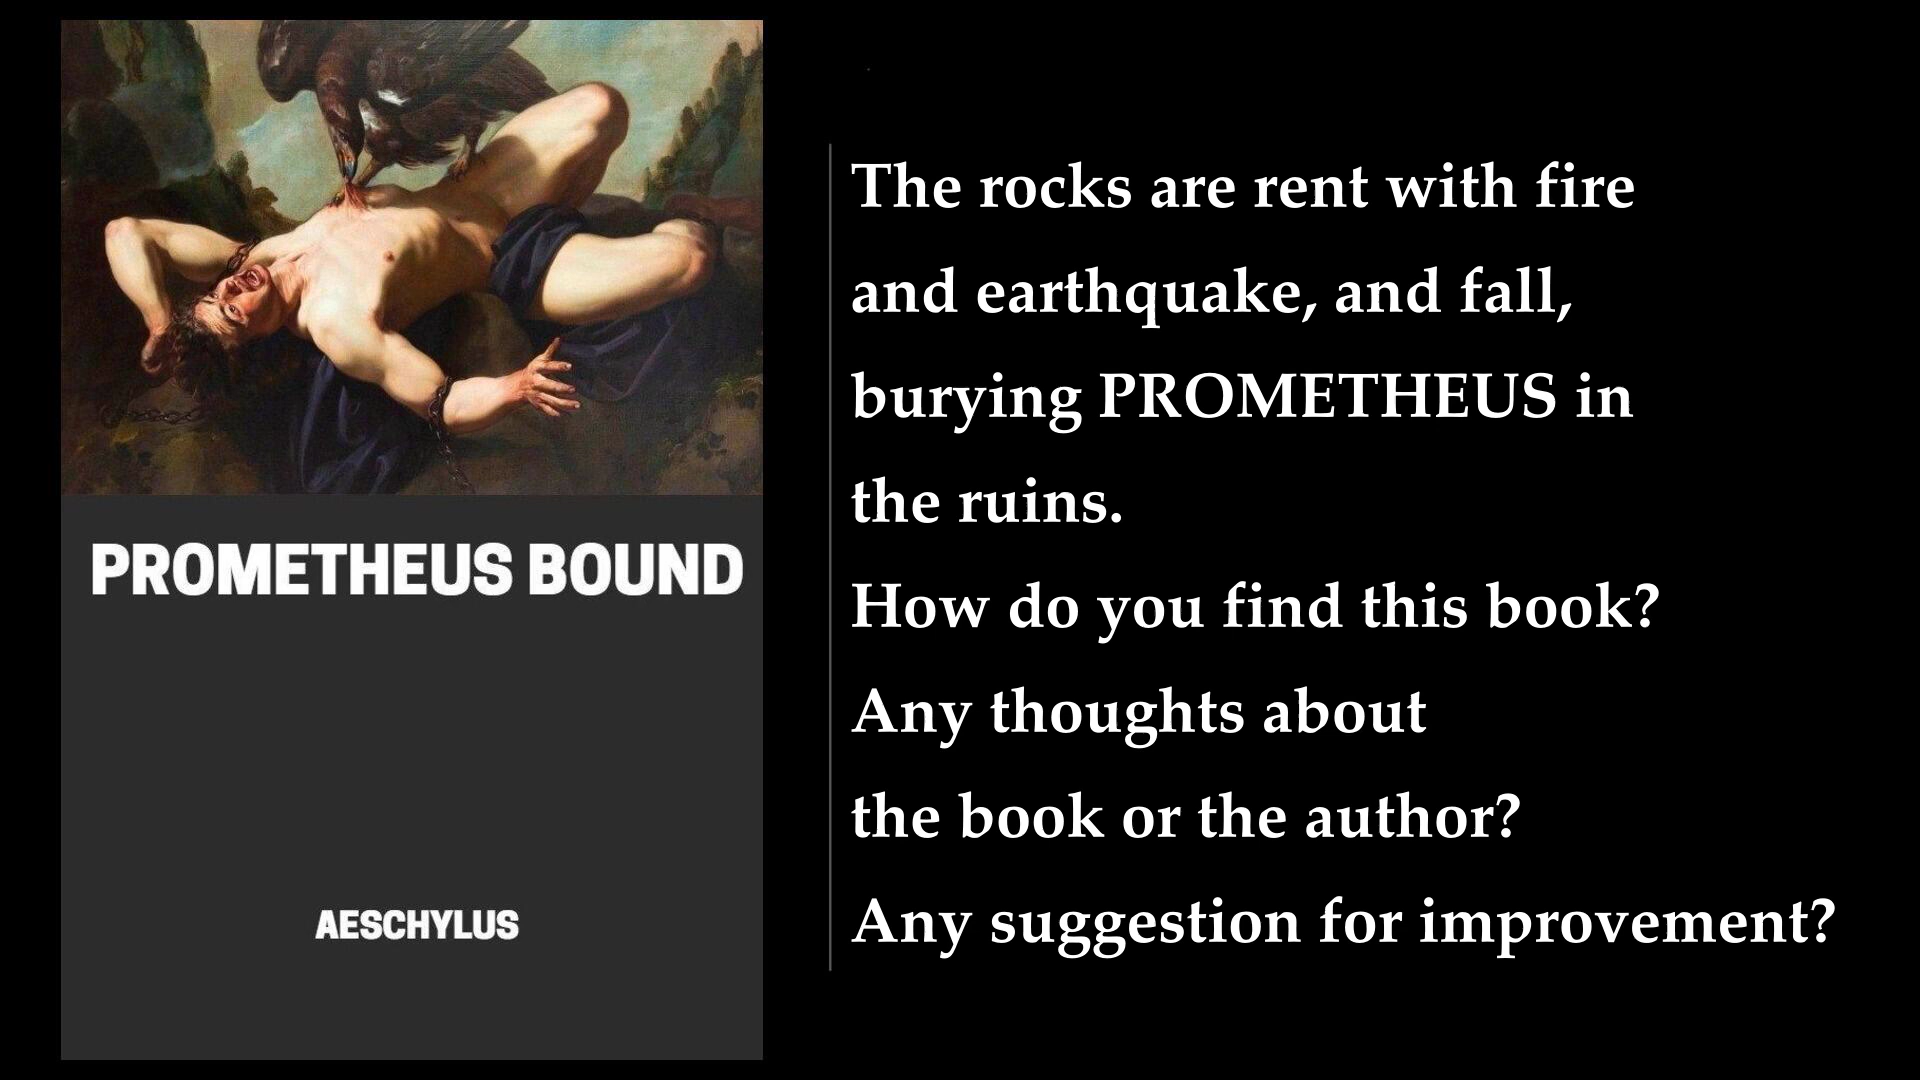 PROMETHEUS BOUND
AESCHYLUS
The rocks are rent with fire
and earthquake, and fall,
burying PROMETHEUS in
the ruins.
How do you find this book?
Any thoughts about
the book or the author?
Any suggestion for improvement?